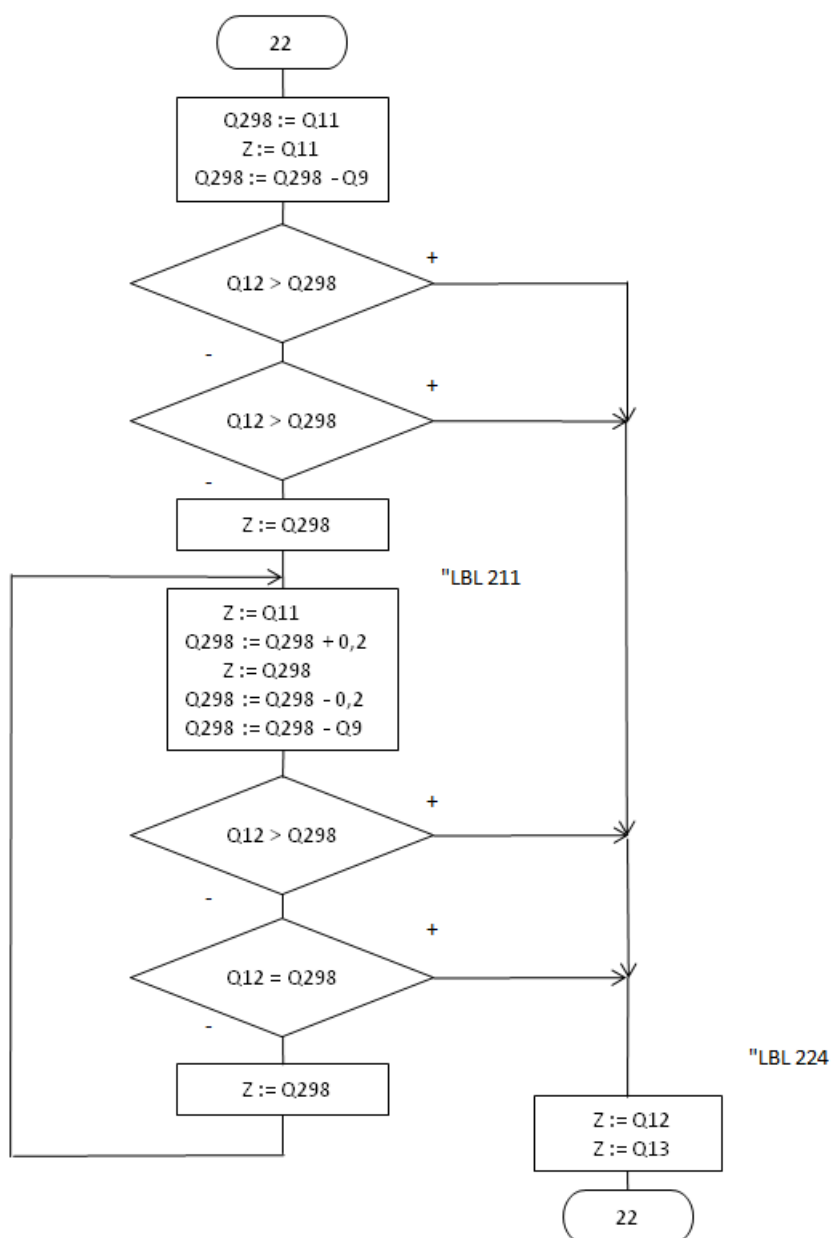 22
Q298 := Q11
Z := Q11
Q298 := Q298 - Q9
+
Q12 > Q298
-
+
Q12 > Q298
-
Z := Q298
"LBL 211
Z := Q11
Q298 := Q298 + 0,2
Z := Q298
Q298 := Q298 - 0,2
Q298 := Q298 - Q9
+
Q12 > Q298
-
+
Q12 = Q298
-
"LBL 224
Z := Q298
Z := Q12
Z := Q13
22